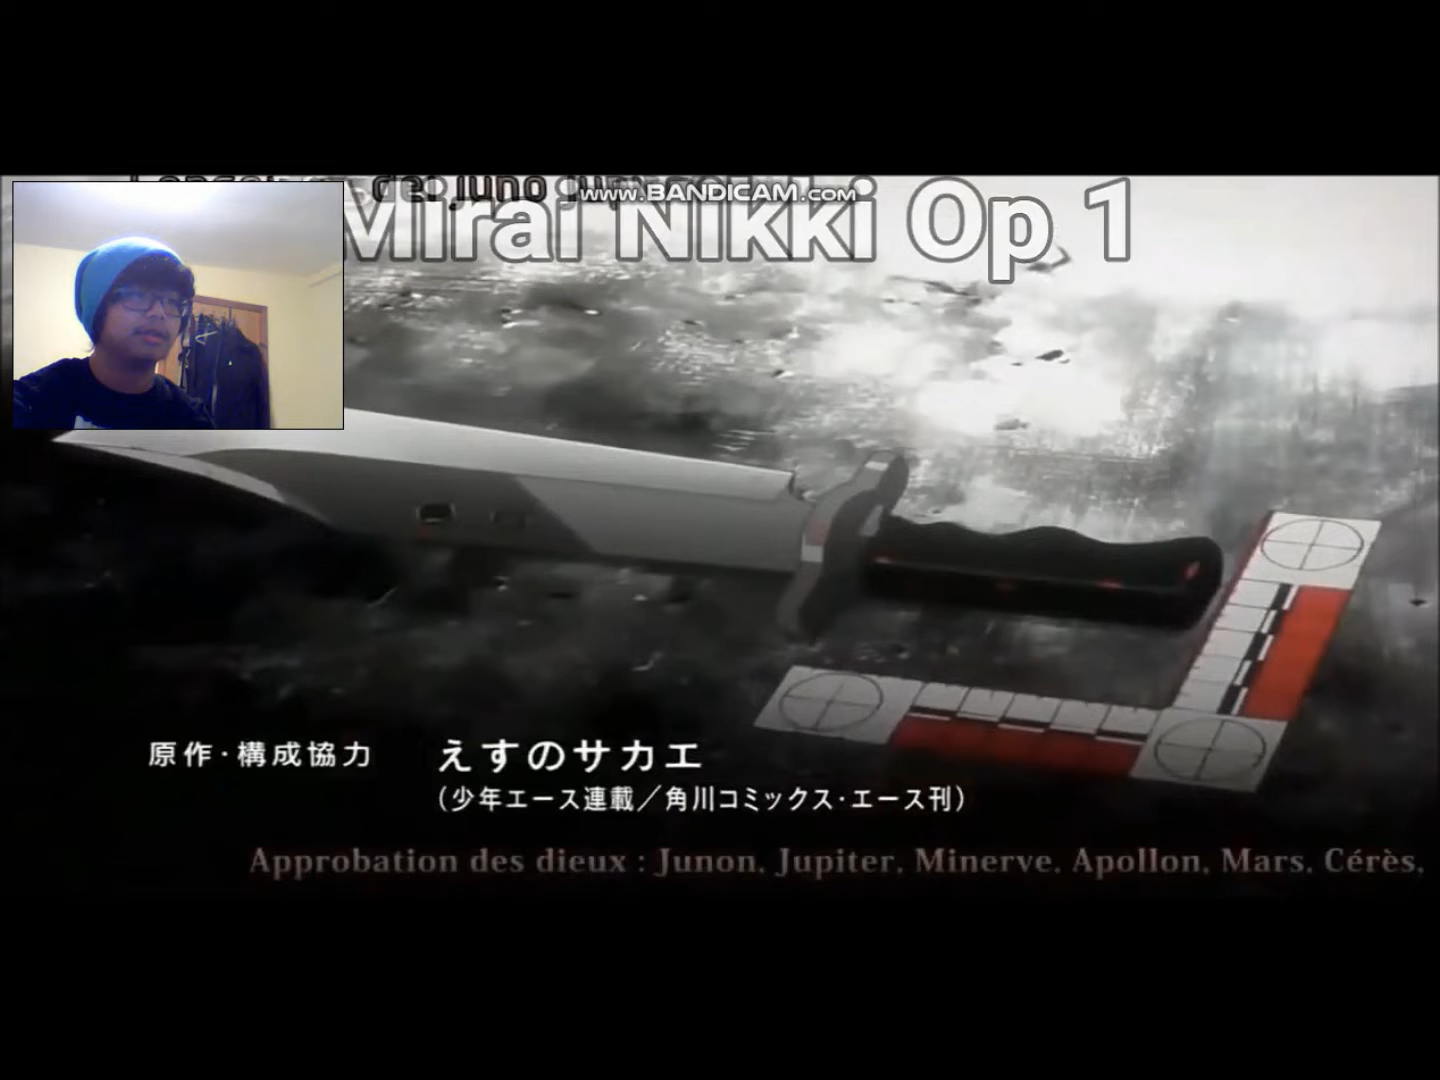 dei Juno
www.BANDICAM.com
Mirai Nikki Op 1
原作・構成協力 えすのサカエ
(少年エース連載／角川コミックス・エース刊)
Approbation des dieux : Junon, Jupiter, Minerve, Apollon, Mars, Cérès,